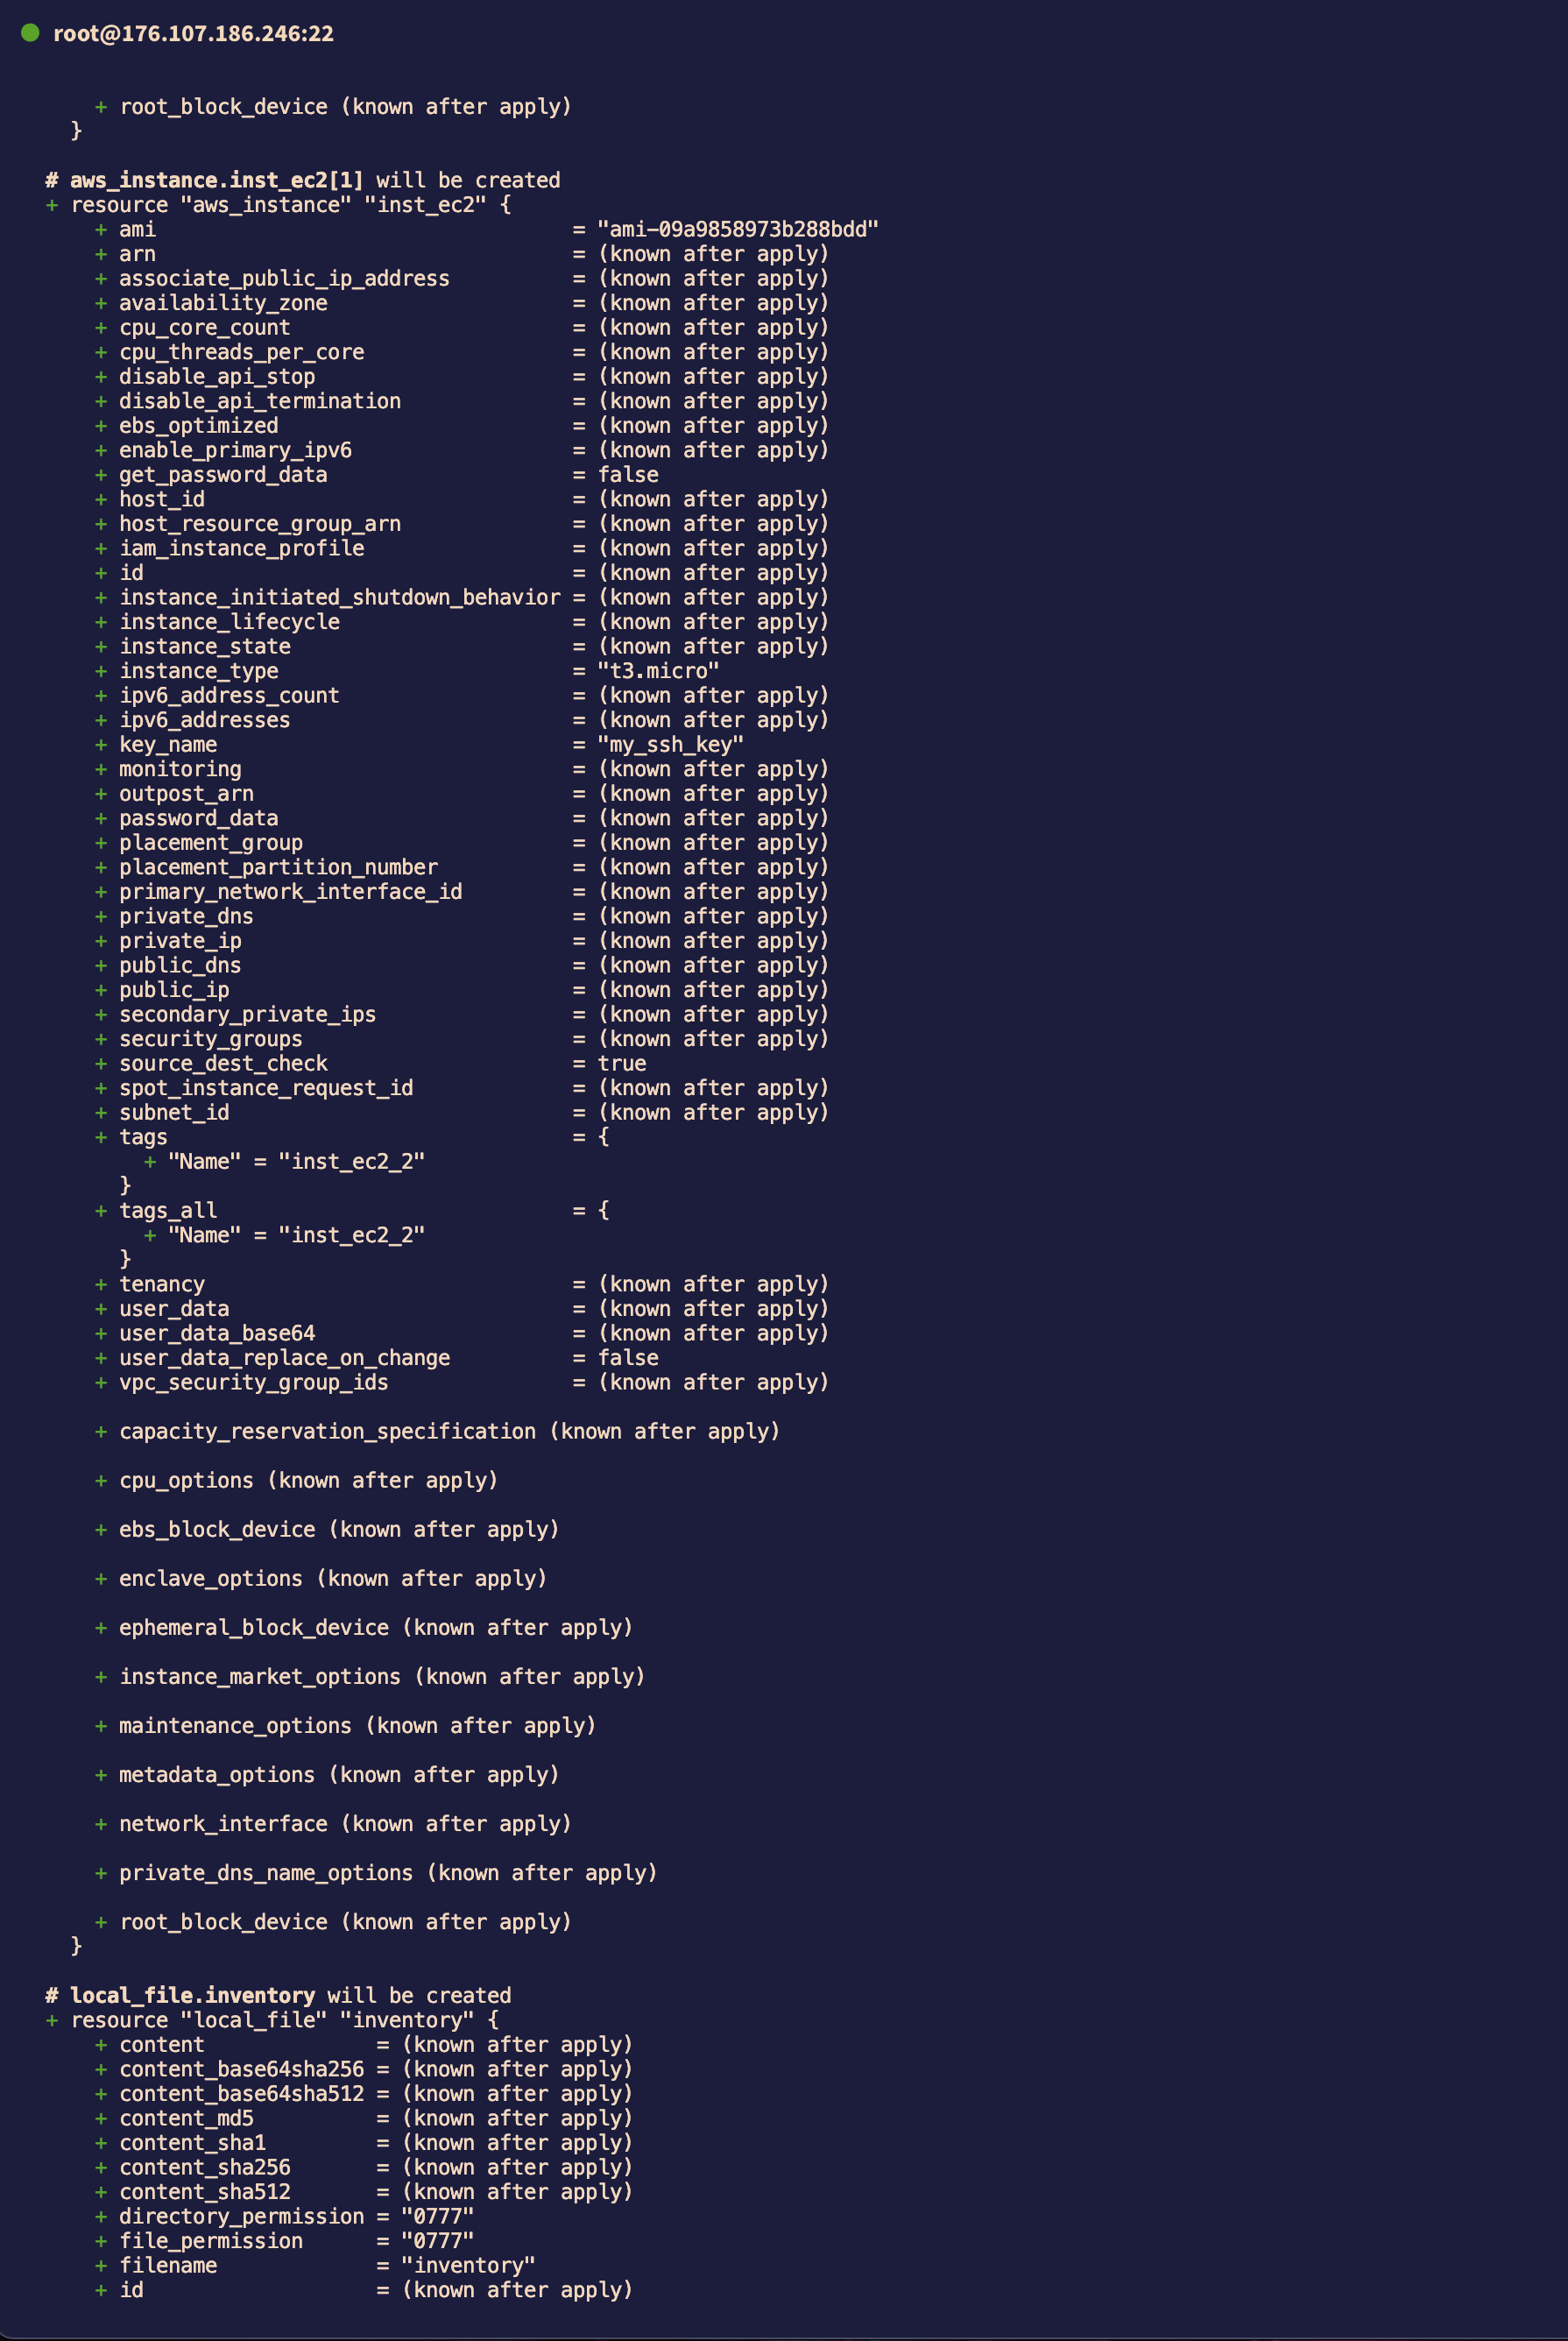 root@176.107.186.246:22
      + root_block_device (known after apply)
    }
  # aws_instance.inst_ec2[1] will be created
  + resource "aws_instance" "inst_ec2" {
      + ami                                  = "ami-09a9858973b288bdd"
      + arn                                  = (known after apply)
      + associate_public_ip_address          = (known after apply)
      + availability_zone                    = (known after apply)
      + cpu_core_count                       = (known after apply)
      + cpu_threads_per_core                 = (known after apply)
      + disable_api_stop                     = (known after apply)
      + disable_api_termination              = (known after apply)
      + ebs_optimized                        = (known after apply)
      + enable_primary_ipv6                  = (known after apply)
      + get_password_data                    = false
      + host_id                              = (known after apply)
      + host_resource_group_arn              = (known after apply)
      + iam_instance_profile                 = (known after apply)
      + id                                   = (known after apply)
      + instance_initiated_shutdown_behavior = (known after apply)
      + instance_lifecycle                   = (known after apply)
      + instance_state                       = (known after apply)
      + instance_type                        = "t3.micro"
      + ipv6_address_count                   = (known after apply)
      + ipv6_addresses                       = (known after apply)
      + key_name                             = "my_ssh_key"
      + monitoring                           = (known after apply)
      + outpost_arn                          = (known after apply)
      + password_data                        = (known after apply)
      + placement_group                      = (known after apply)
      + placement_partition_number           = (known after apply)
      + primary_network_interface_id         = (known after apply)
      + private_dns                          = (known after apply)
      + private_ip                           = (known after apply)
      + public_dns                           = (known after apply)
      + public_ip                            = (known after apply)
      + secondary_private_ips                = (known after apply)
      + security_groups                      = (known after apply)
      + source_dest_check                    = true
      + spot_instance_request_id             = (known after apply)
      + subnet_id                            = (known after apply)
      + tags                                 = {
          + "Name" = "inst_ec2_2"
        }
      + tags_all                             = {
          + "Name" = "inst_ec2_2"
        }
      + tenancy                              = (known after apply)
      + user_data                            = (known after apply)
      + user_data_base64                     = (known after apply)
      + user_data_replace_on_change          = false
      + vpc_security_group_ids               = (known after apply)
      + capacity_reservation_specification (known after apply)
      + cpu_options (known after apply)
      + ebs_block_device (known after apply)
      + enclave_options (known after apply)
      + ephemeral_block_device (known after apply)
      + instance_market_options (known after apply)
      + maintenance_options (known after apply)
      + metadata_options (known after apply)
      + network_interface (known after apply)
      + private_dns_name_options (known after apply)
      + root_block_device (known after apply)
    }
  # local_file.inventory will be created
  + resource "local_file" "inventory" {
      + content              = (known after apply)
      + content_base64sha256 = (known after apply)
      + content_base64sha512 = (known after apply)
      + content_md5          = (known after apply)
      + content_sha1         = (known after apply)
      + content_sha256       = (known after apply)
      + content_sha512       = (known after apply)
      + directory_permission = "0777"
      + file_permission      = "0777"
      + filename             = "inventory"
      + id                   = (known after apply)